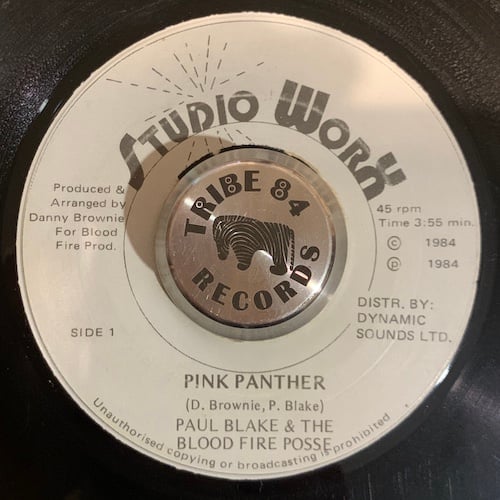 STUDIO WORK
TRIBE 84
RECORDS
Produced &
Arranged by
Danny Brownie
For Blood
Fire Prod.
45 rpm
Time 3:55 min.
© 1984
℗ 1984
SIDE 1
DISTR. BY:
DYNAMIC
SOUNDS LTD.
P!NK PANTHER
(D. Brownie, P. Blake)
PAUL BLAKE & THE
BLOOD FIRE POSSE
Unauthorised copying or broadcasting is prohibited